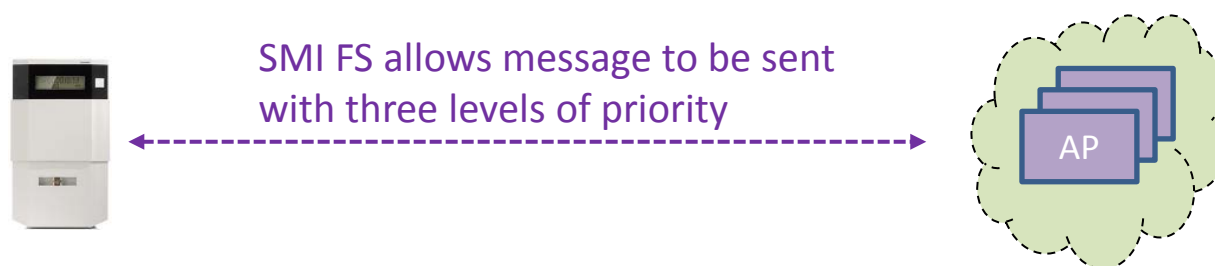 SMI FS allows message to be sent
with three levels of priority
AP